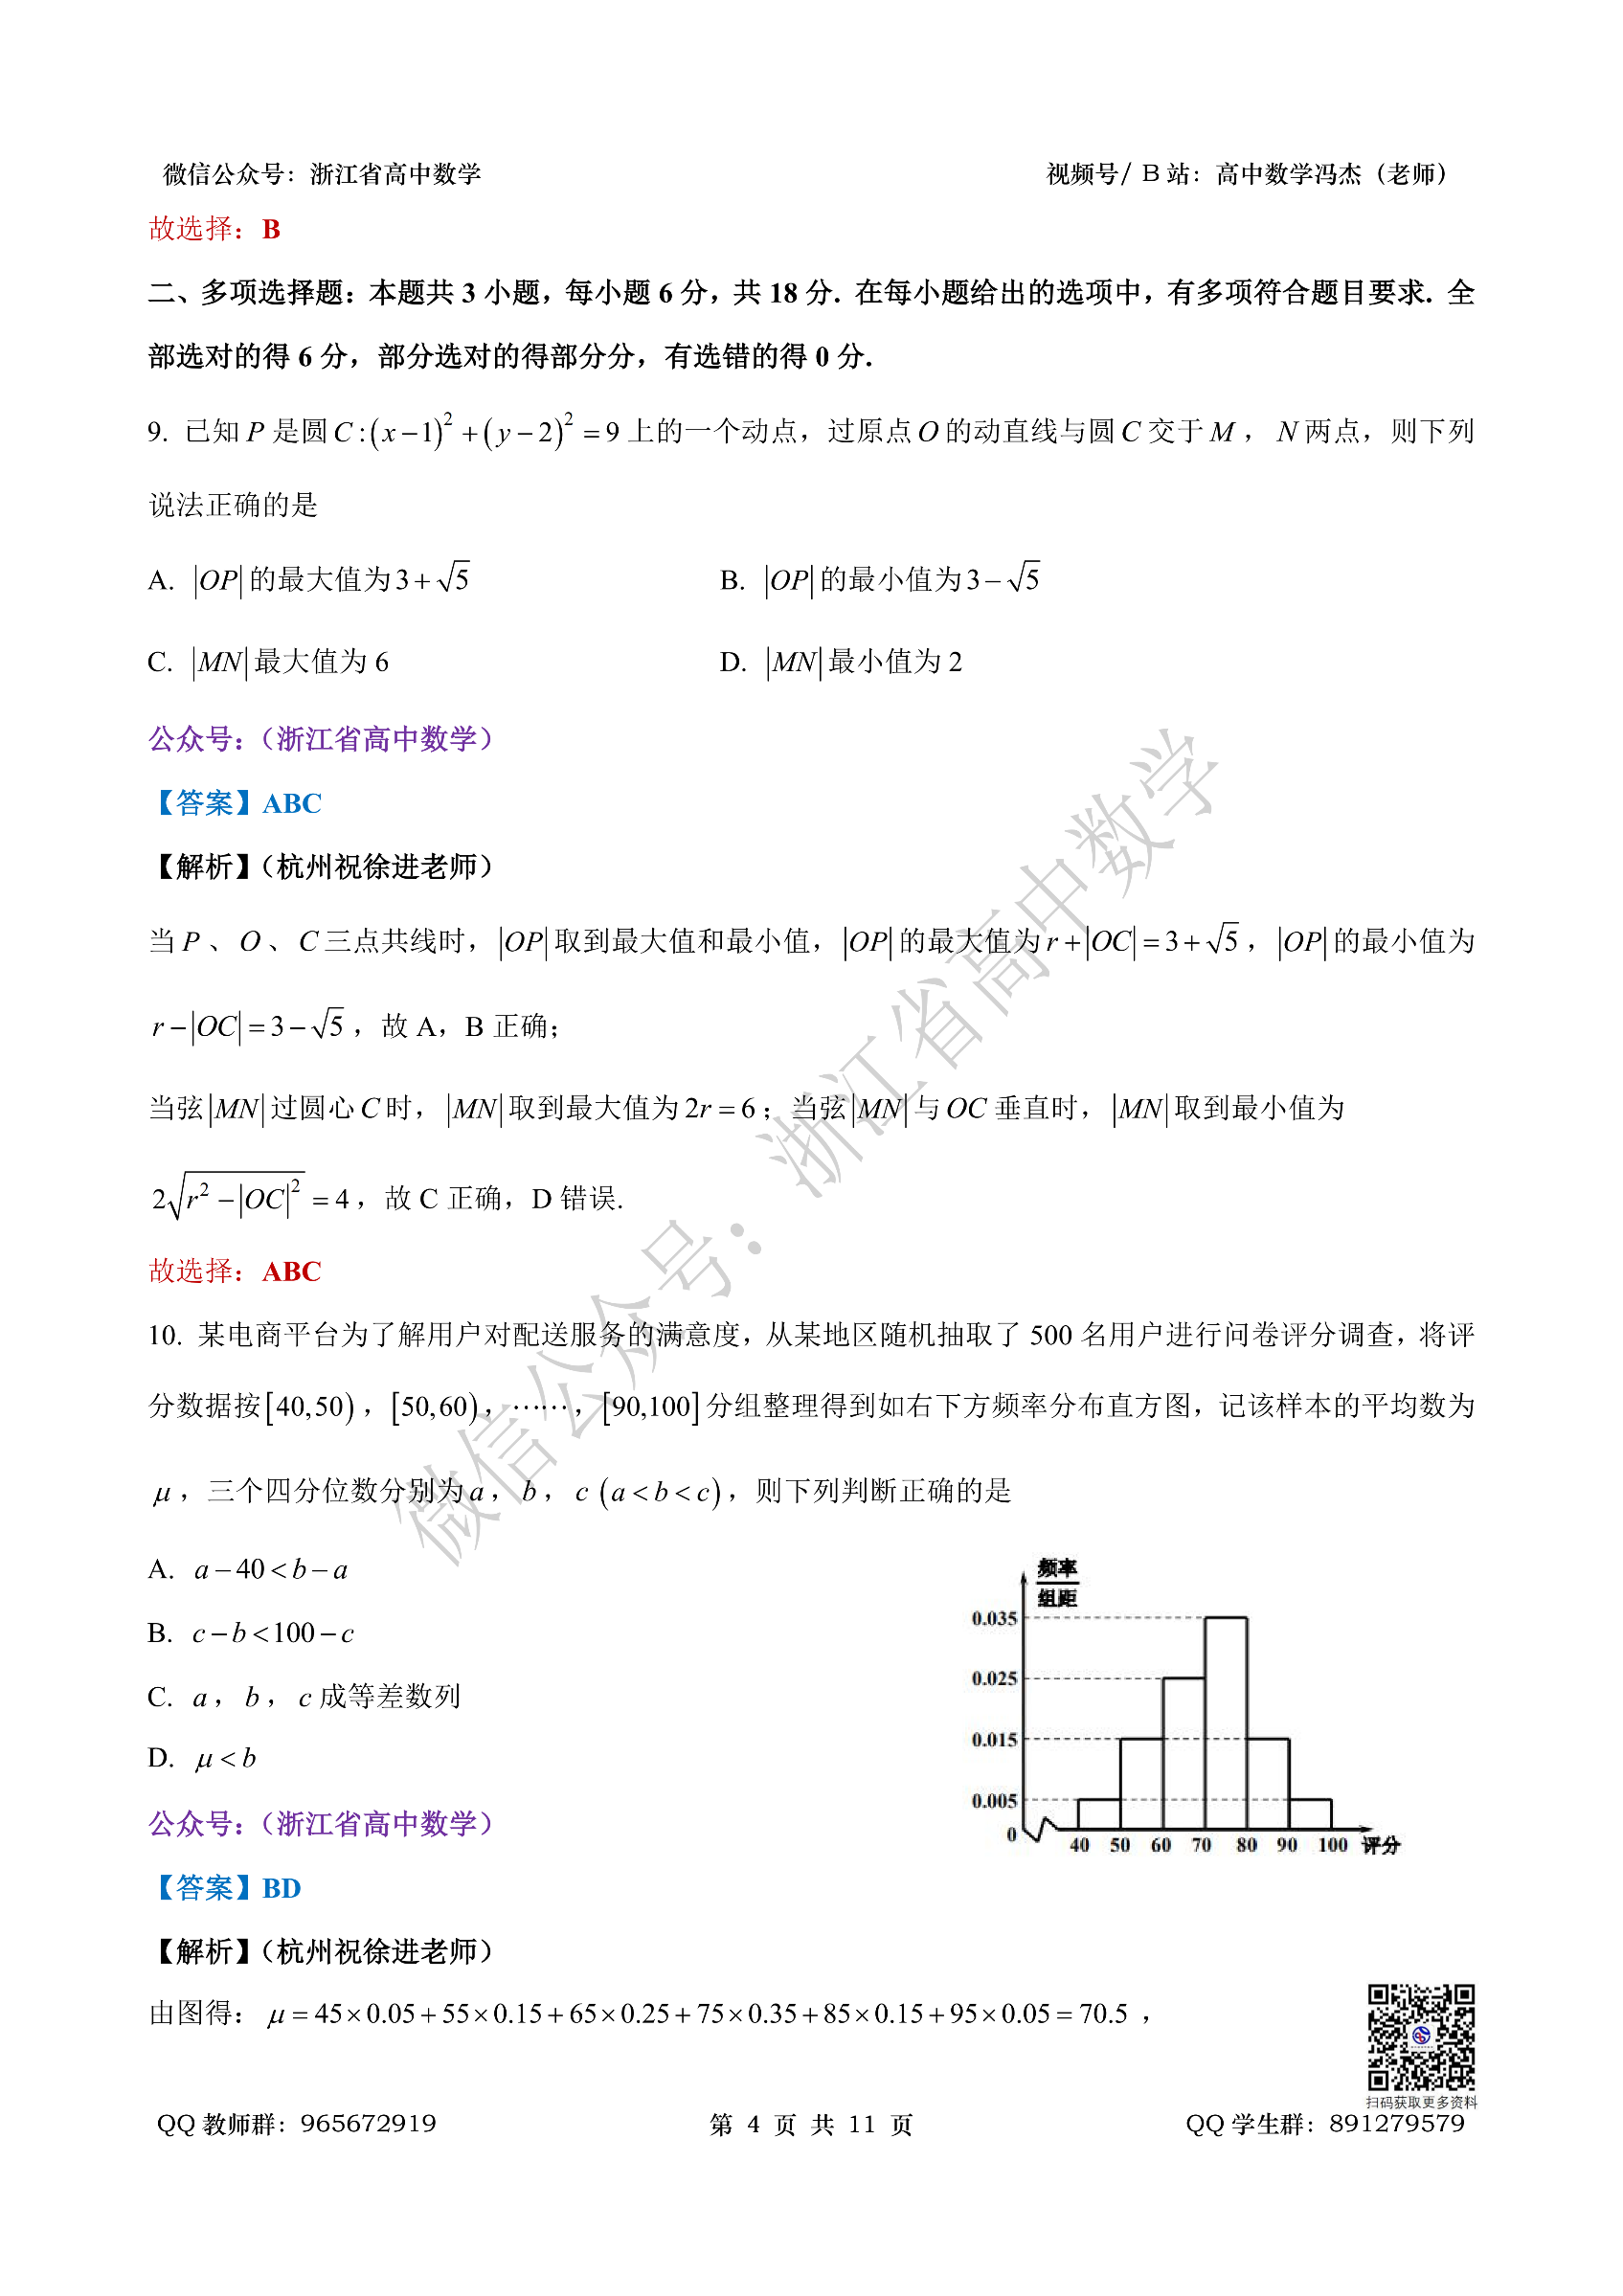 微信公众号：浙江省高中数学 视频号/ B 站：高中数学冯杰（老师）
故选择：B
二、多项选择题：本题共 3 小题，每小题 6 分，共 18 分．在每小题给出的选项中，有多项符合题目要求．全
部选对的得 6 分，部分选对的得部分分，有选错的得 0 分．
9. 已知 P 是圆 C:(x−1)²+(y−2)²=9 上的一个动点，过原点 O 的动直线与圆 C 交于 M ， N 两点，则下列
说法正确的是
A. |OP| 的最大值为 3+√5 B. |OP| 的最小值为 3−√5
C. |MN| 最大值为 6 D. |MN| 最小值为 2
公众号：（浙江省高中数学）
【答案】ABC
【解析】（杭州祝徐进老师）
当 P 、 O 、 C 三点共线时， |OP| 取到最大值和最小值， |OP| 的最大值为 r+|OC|=3+√5 ， |OP| 的最小值为
r−|OC|=3−√5 ，故 A，B 正确；
当弦 |MN| 过圆心 C 时， |MN| 取到最大值为 2r=6 ；当弦 |MN| 与 OC 垂直时， |MN| 取到最小值为
2√(r²−|OC|²)=4 ，故 C 正确，D 错误.
故选择：ABC
10. 某电商平台为了解用户对配送服务的满意度，从某地区随机抽取了 500 名用户进行问卷评分调查，将评
分数据按 [40,50) ， [50,60) ，……， [90,100] 分组整理得到如右下方频率分布直方图，记该样本的平均数为
μ ，三个四分位数分别为 a ， b ， c (a<b<c) ，则下列判断正确的是
A. a−40<b−a
B. c−b<100−c
C. a ， b ， c 成等差数列
D. μ<b
频率
组距
0.035
0.025
0.015
0.005
0
40 50 60 70 80 90 100 评分
公众号：（浙江省高中数学）
【答案】BD
【解析】（杭州祝徐进老师）
由图得： μ=45×0.05+55×0.15+65×0.25+75×0.35+85×0.15+95×0.05=70.5 ，
扫码获取更多资料
QQ 教师群：965672919 第 4 页 共 11 页 QQ 学生群：891279579
微信公众号：浙江省高中数学